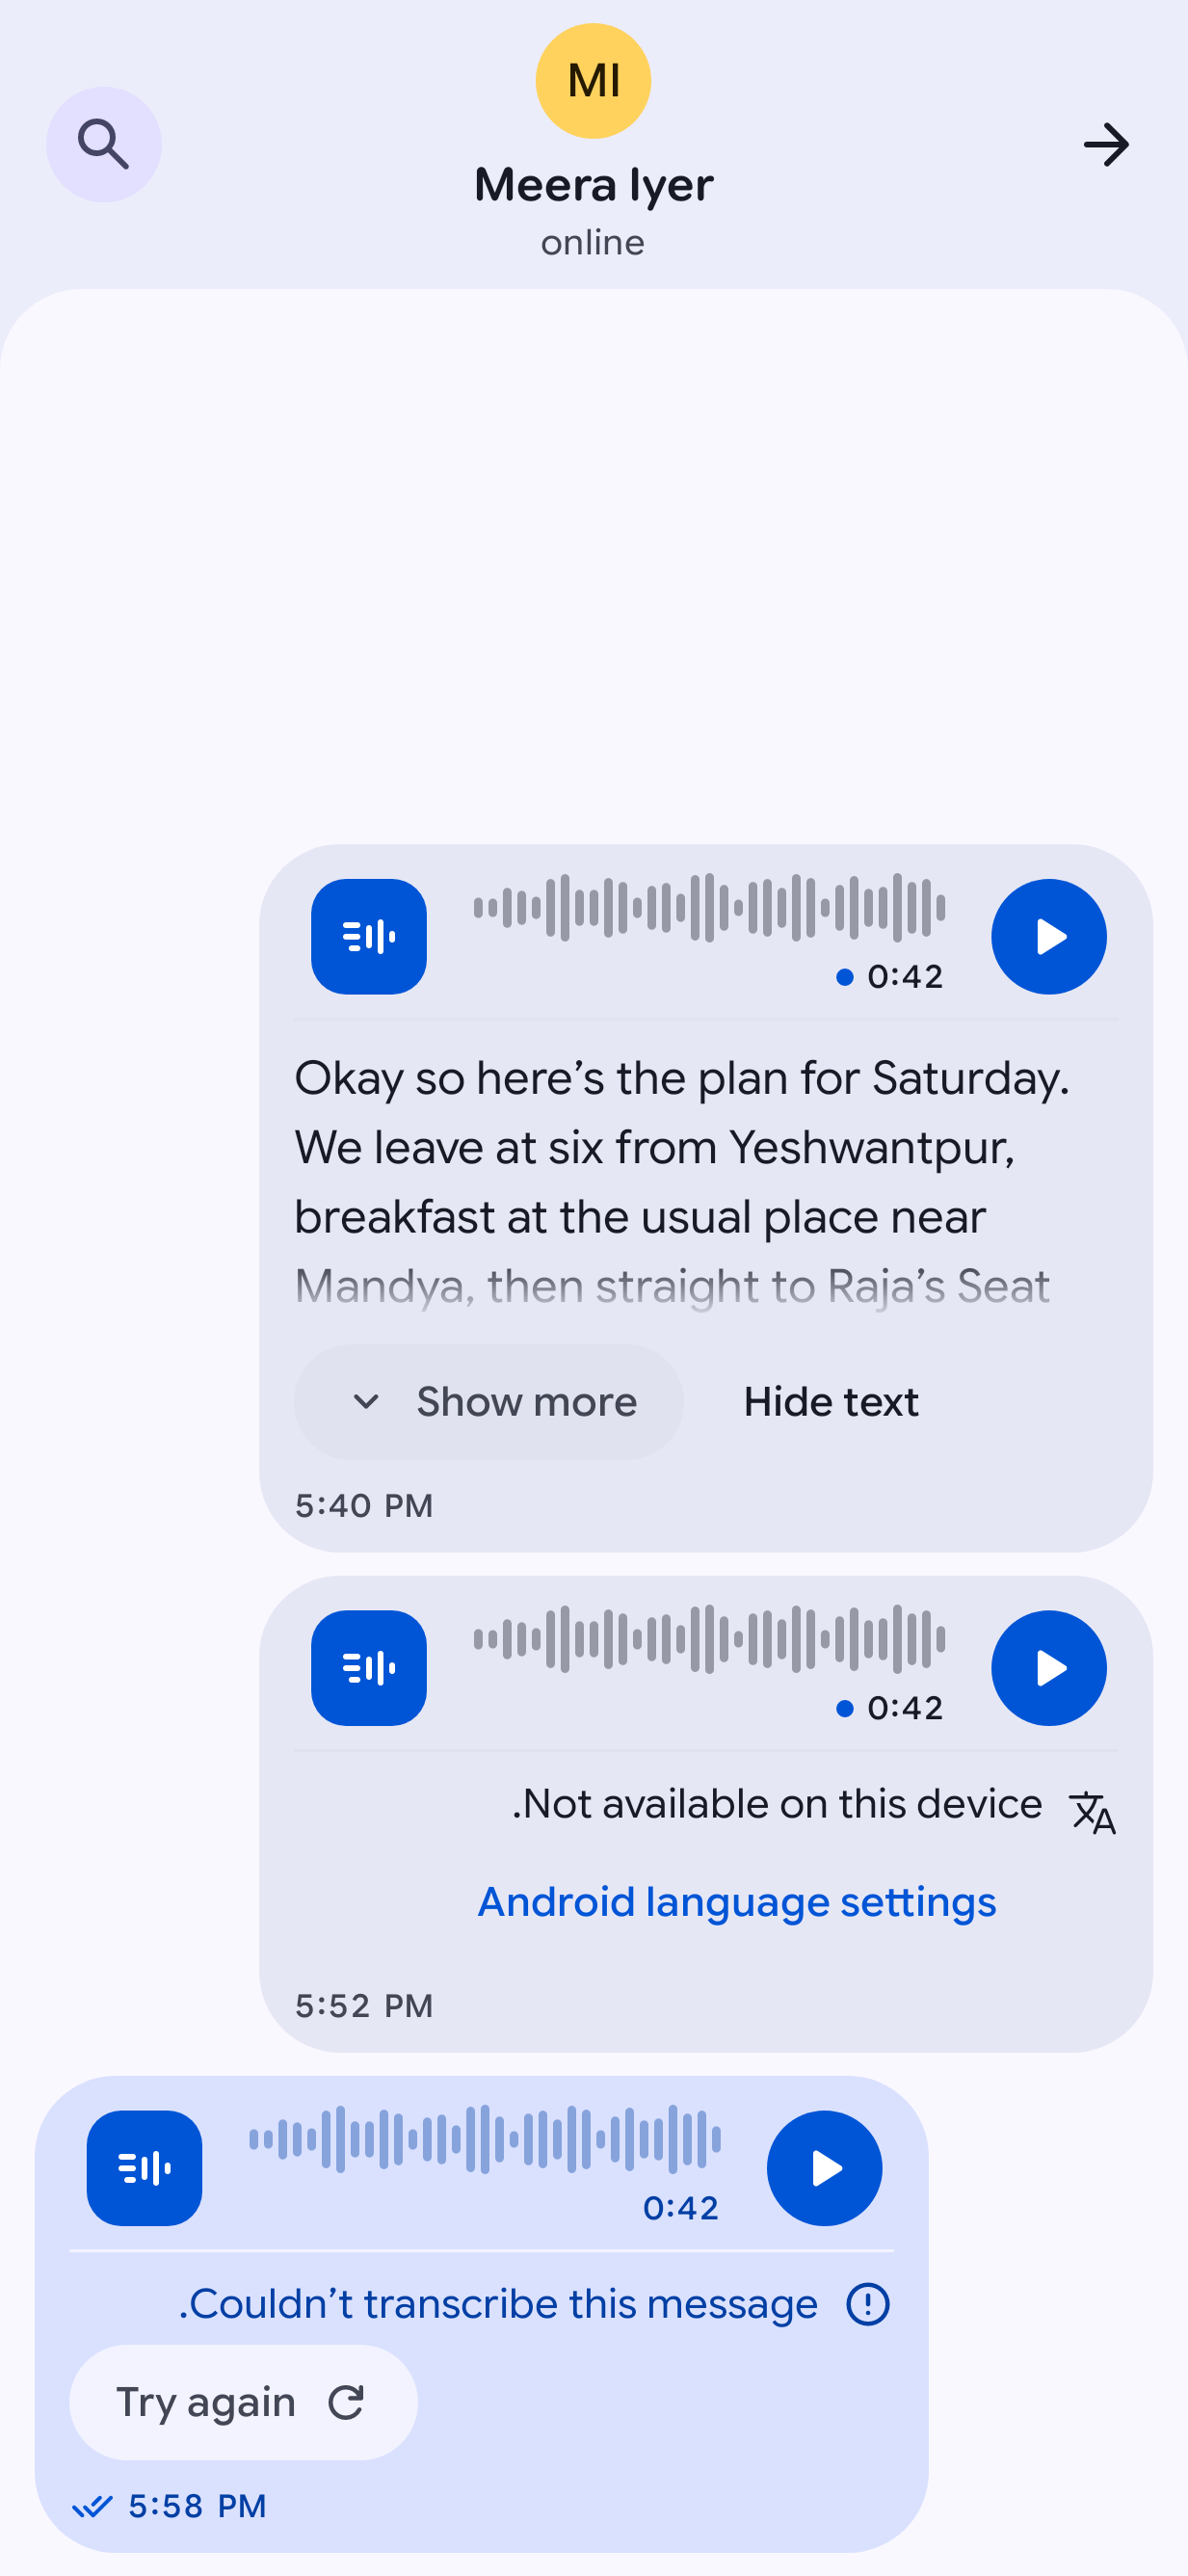 MI
Meera Iyer
online
0:42
Okay so here’s the plan for Saturday.
We leave at six from Yeshwantpur,
breakfast at the usual place near
Mandya, then straight to Raja’s Seat
Show more
Hide text
5:40 PM
0:42
.Not available on this device
Android language settings
5:52 PM
0:42
.Couldn’t transcribe this message
Try again
5:58 PM